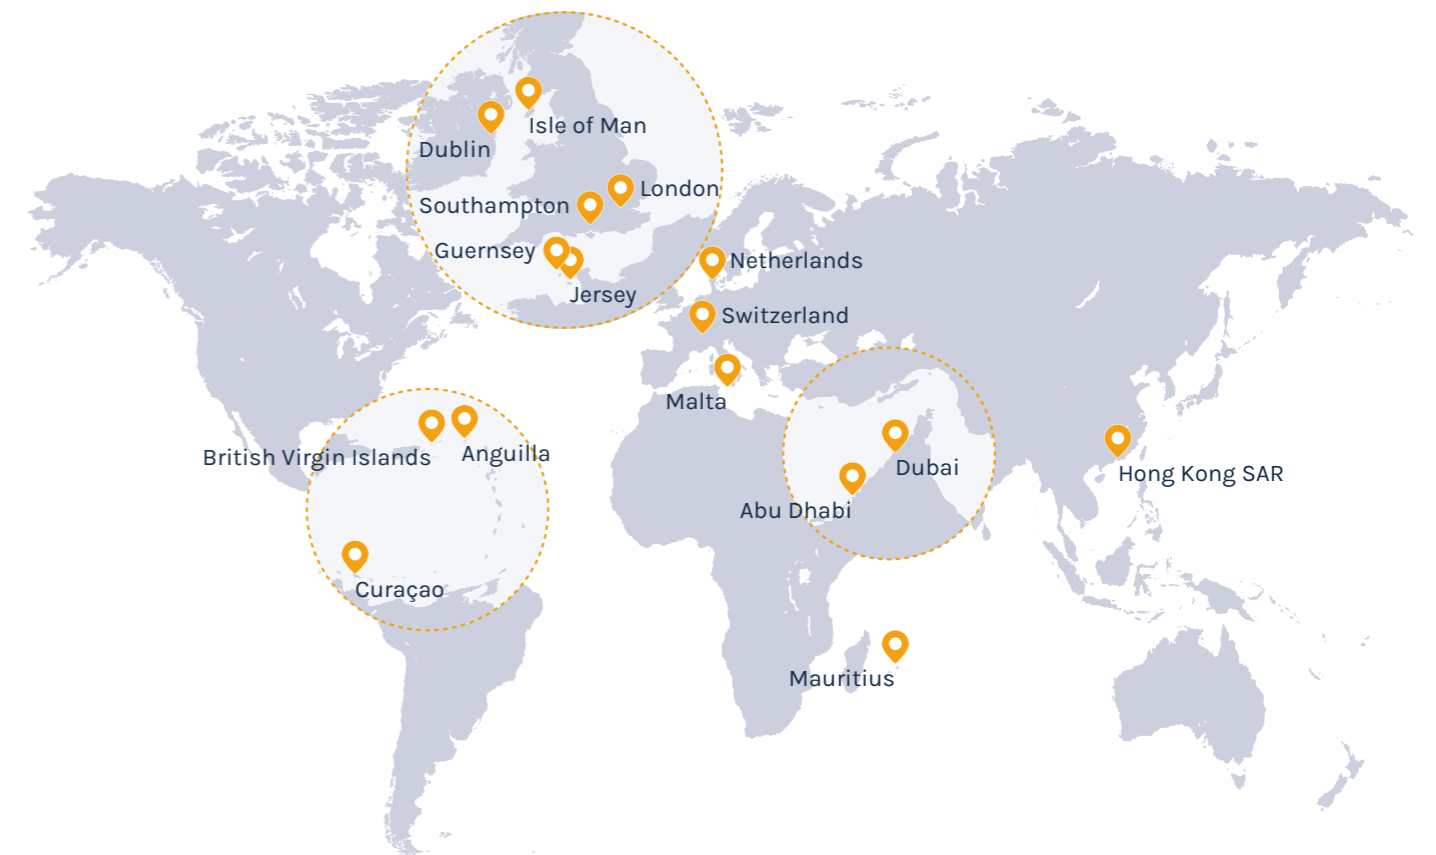 Isle of Man
Dublin
London
Southampton
Guernsey
Jersey
Netherlands
Switzerland
Malta
British Virgin Islands
Anguilla
Dubai
Abu Dhabi
Hong Kong SAR
Curaçao
Mauritius